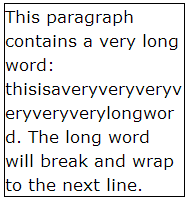 This paragraph
contains a very long
word:
thisisaveryveryveryv
eryveryverylongwor
d. The long word
will break and wrap
to the next line.